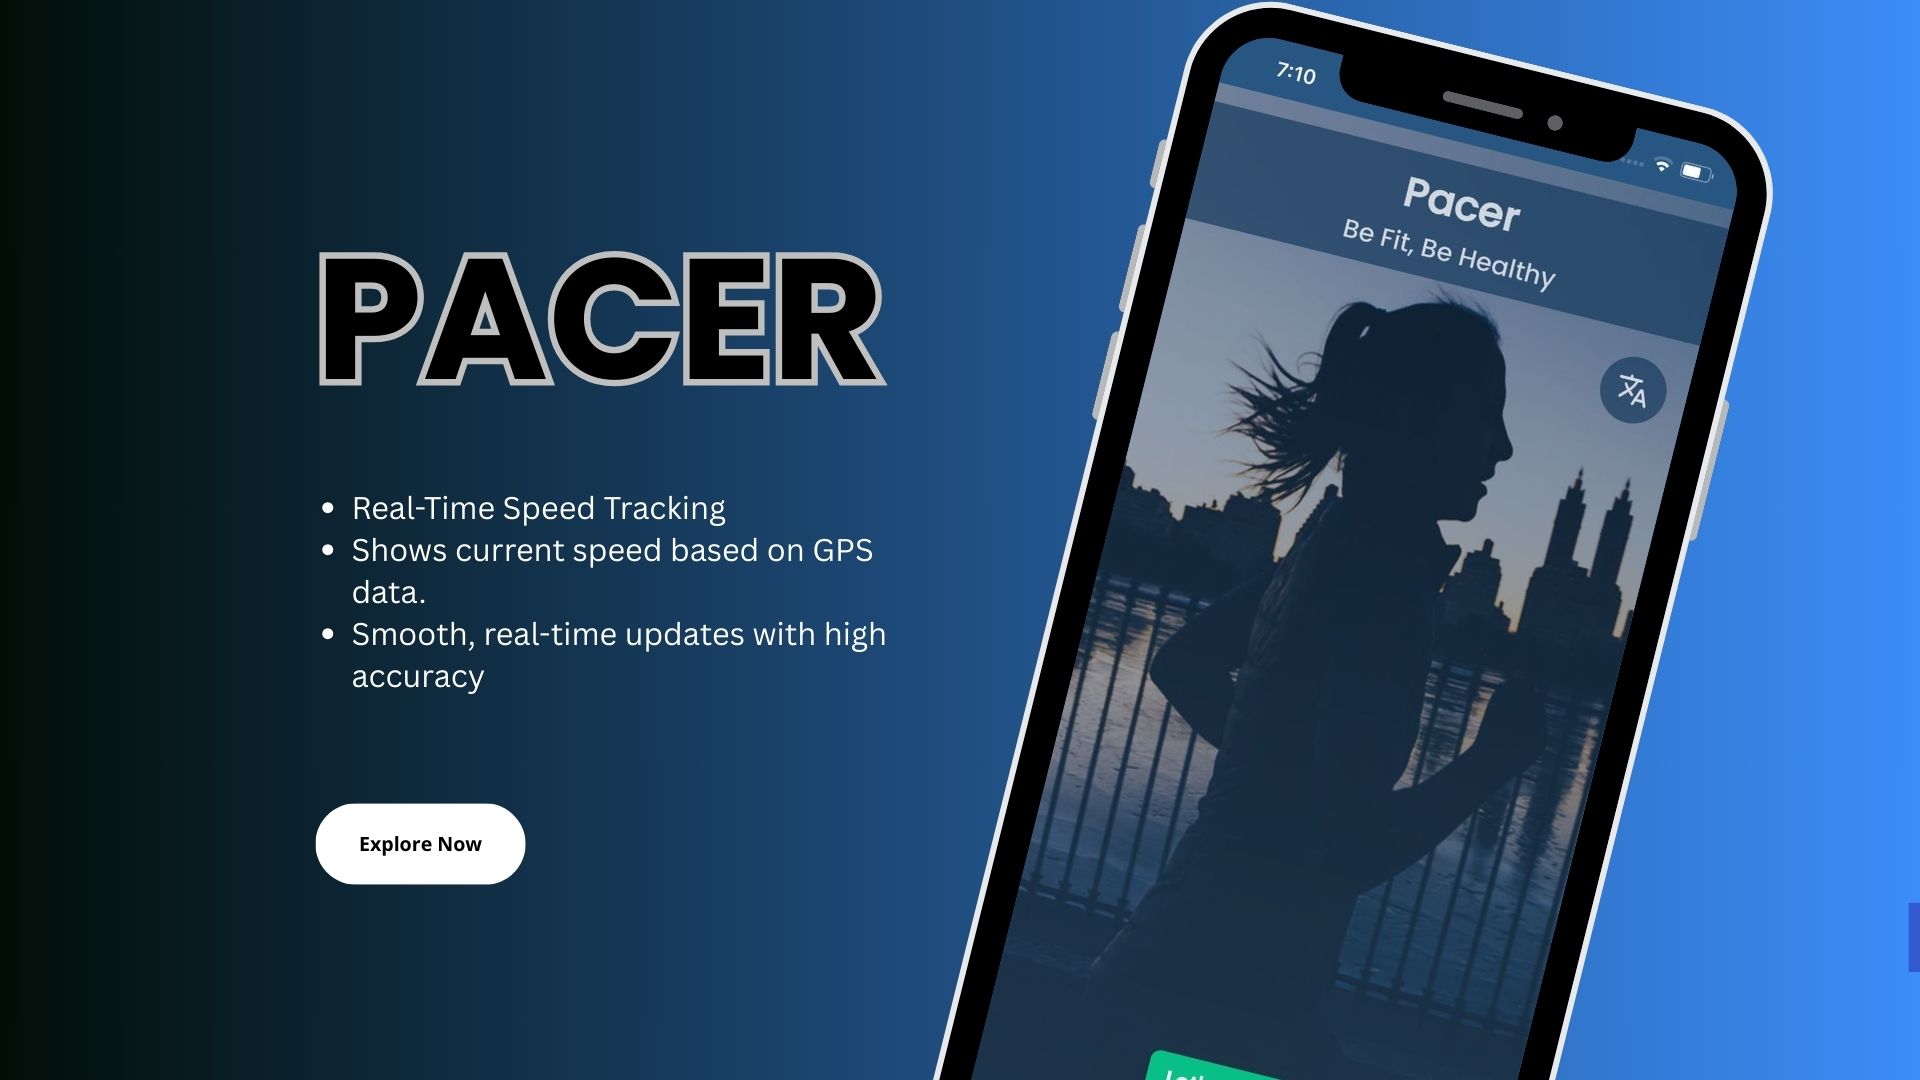 PACER
• Real-Time Speed Tracking
• Shows current speed based on GPS
data.
• Smooth, real-time updates with high
accuracy
Explore Now
7:10
Pacer
Be Fit, Be Healthy